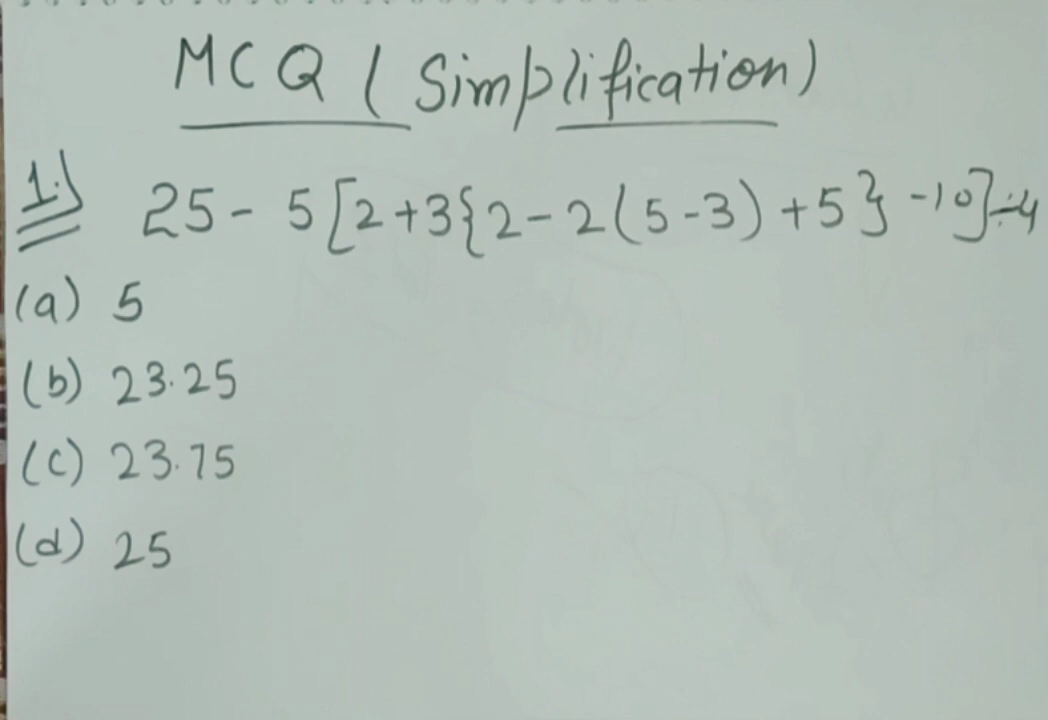 MCQ (Simplification)
1.) 25 - 5[2+3{2-2(5-3)+5} -10]÷4
(a) 5
(b) 23.25
(c) 23.75
(d) 25